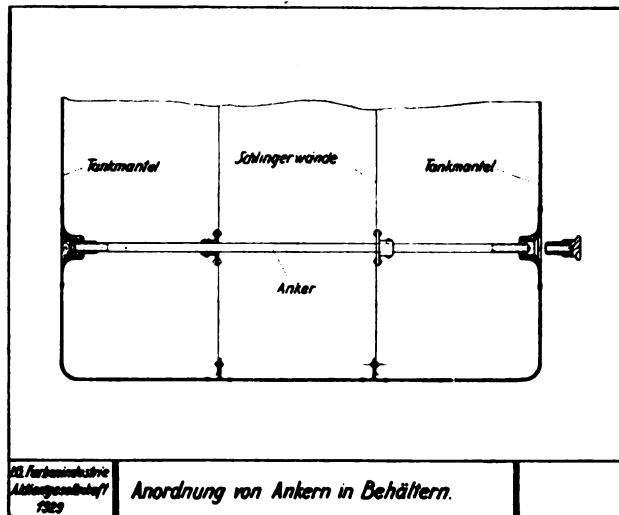 Tankmantel
Schlingerwände
Tankmantel
Anker
I.G. Farbenindustrie
Aktiengesellschaft
1929
Anordnung von Ankern in Behältern.